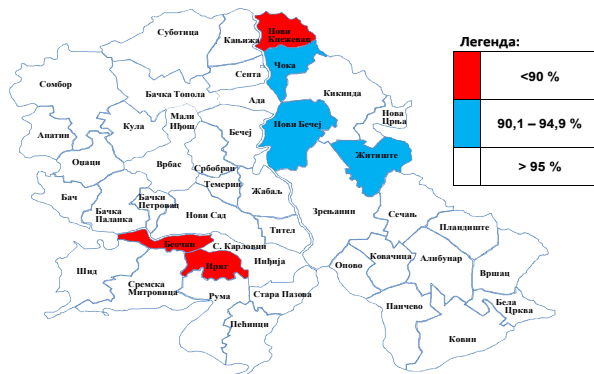 Суботица
Кањижа
Нови
Кнежевац
Чока
Сента
Сомбор
Бачка Топола
Ада
Кикинда
Нова
Црња
Мали
Иђош
Апатин
Кула
Бечеј
Нови Бечеј
Житиште
Оџаци
Врбас
Србобран
Темерин
Жабаљ
Бач
Бачки
Петровац
Бачка
Паланка
Нови Сад
Зрењанин
Сечањ
Тител
Пландиште
Беочин
С. Карловци
Инђија
Ириг
Шид
Сремска
Митровица
Рума
Стара Пазова
Пећинци
Опово
Ковачица
Алибунар
Вршац
Панчево
Бела
Црква
Ковин
Легенда:
<90 %
90,1 – 94,9 %
> 95 %